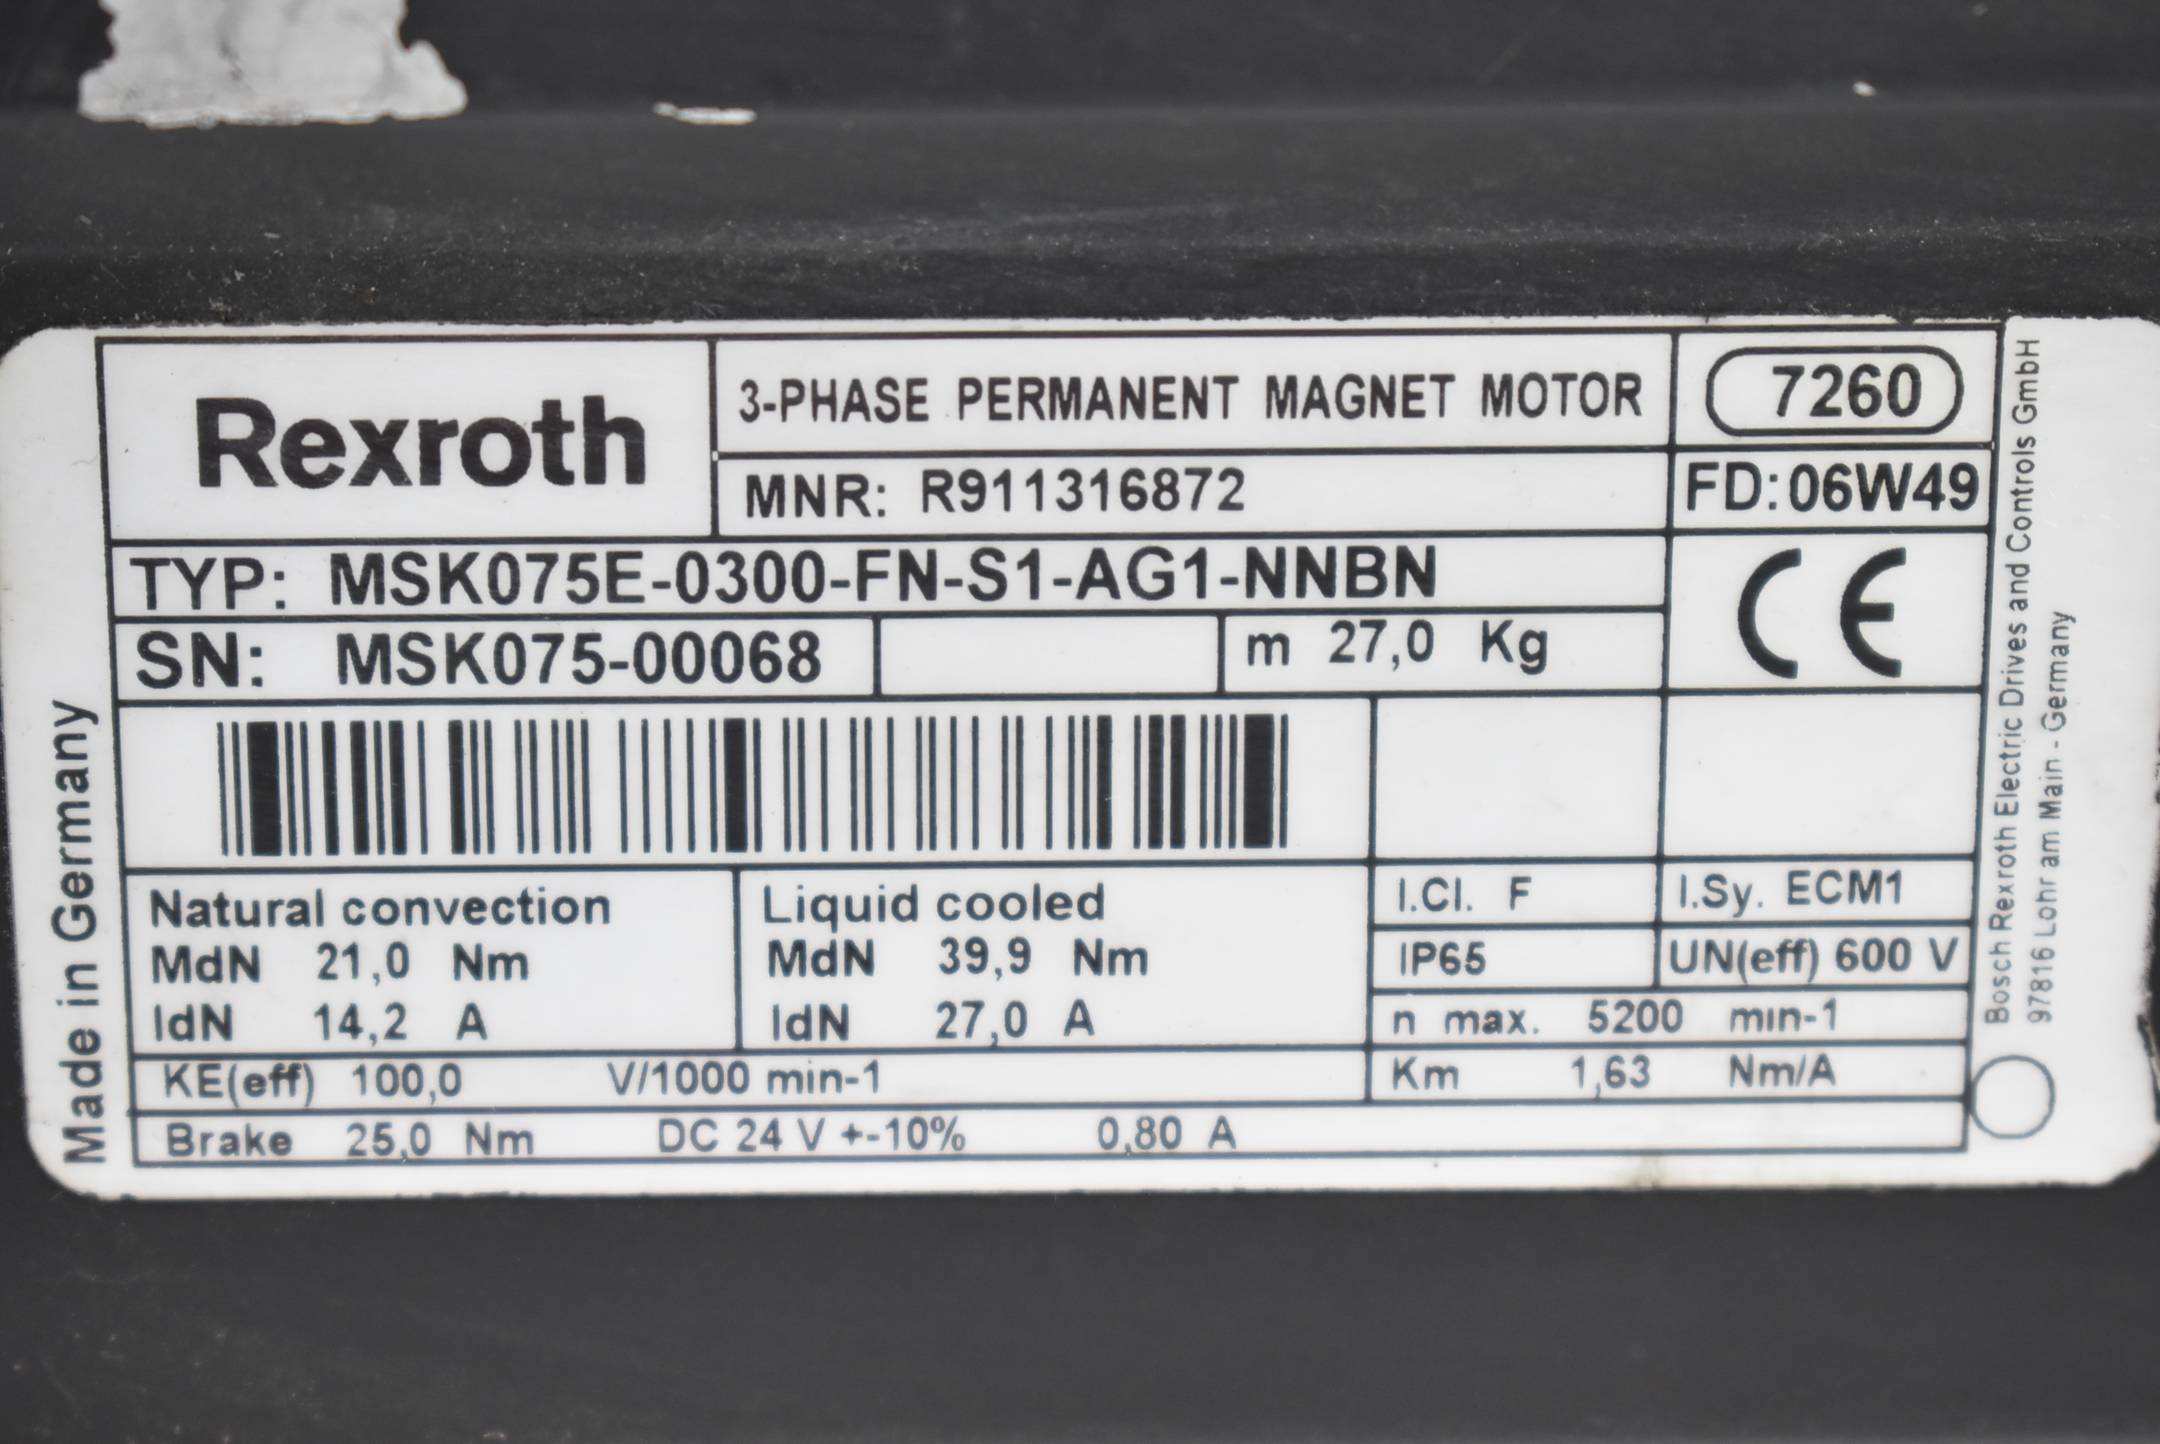 Rexroth
3-PHASE PERMANENT MAGNET MOTOR
7260
MNR: R911316872
FD:06W49
TYP: MSK075E-0300-FN-S1-AG1-NNBN
CE
SN: MSK075-00068
m 27,0 Kg
Natural convection
MdN 21,0 Nm
IdN 14,2 A
Liquid cooled
MdN 39,9 Nm
IdN 27,0 A
I.Cl. F
I.Sy. ECM1
IP65
UN(eff) 600 V
n max. 5200 min-1
KE(eff) 100,0 V/1000 min-1
Km 1,63 Nm/A
Brake 25,0 Nm DC 24 V +-10% 0,80 A
Made in Germany
Bosch Rexroth Electric Drives and Controls GmbH
97816 Lohr am Main - Germany